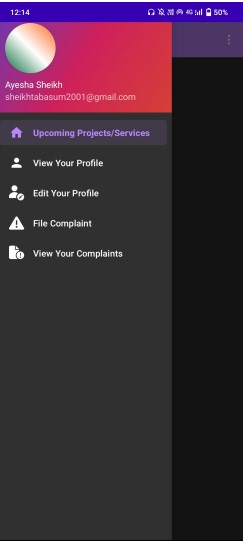 12:14
4G
50%
Ayesha Sheikh
sheikhtabasum2001@gmail.com
Upcoming Projects/Services
View Your Profile
Edit Your Profile
File Complaint
View Your Complaints